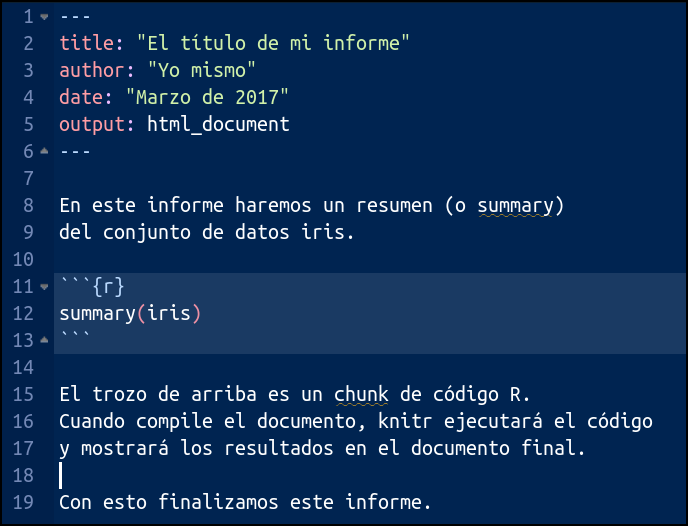 1 ---
2 title: "El título de mi informe"
3 author: "Yo mismo"
4 date: "Marzo de 2017"
5 output: html_document
6 ---
7
8 En este informe haremos un resumen (o summary)
9 del conjunto de datos iris.
10
11 ```{r}
12 summary(iris)
13 ```
14
15 El trozo de arriba es un chunk de código R.
16 Cuando compile el documento, knitr ejecutará el código
17 y mostrará los resultados en el documento final.
18
19 Con esto finalizamos este informe.